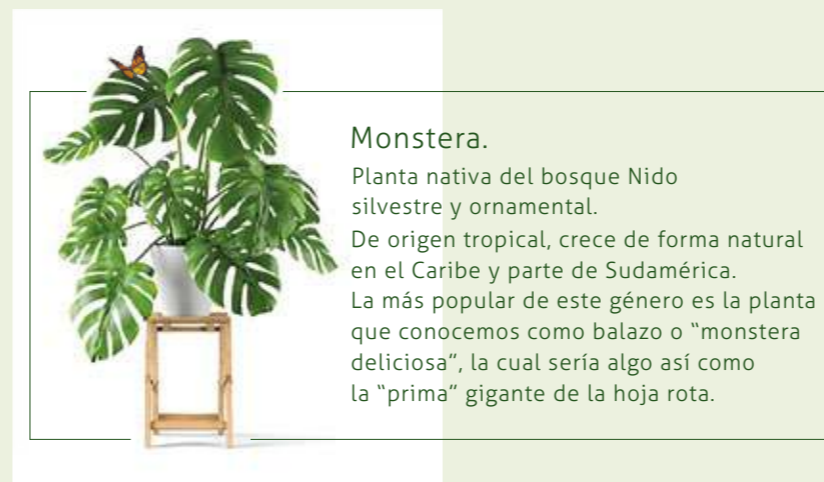 Monstera.
Planta nativa del bosque Nido
silvestre y ornamental.
De origen tropical, crece de forma natural
en el Caribe y parte de Sudamérica.
La más popular de este género es la planta
que conocemos como balazo o “monstera
deliciosa”, la cual sería algo así como
la “prima” gigante de la hoja rota.